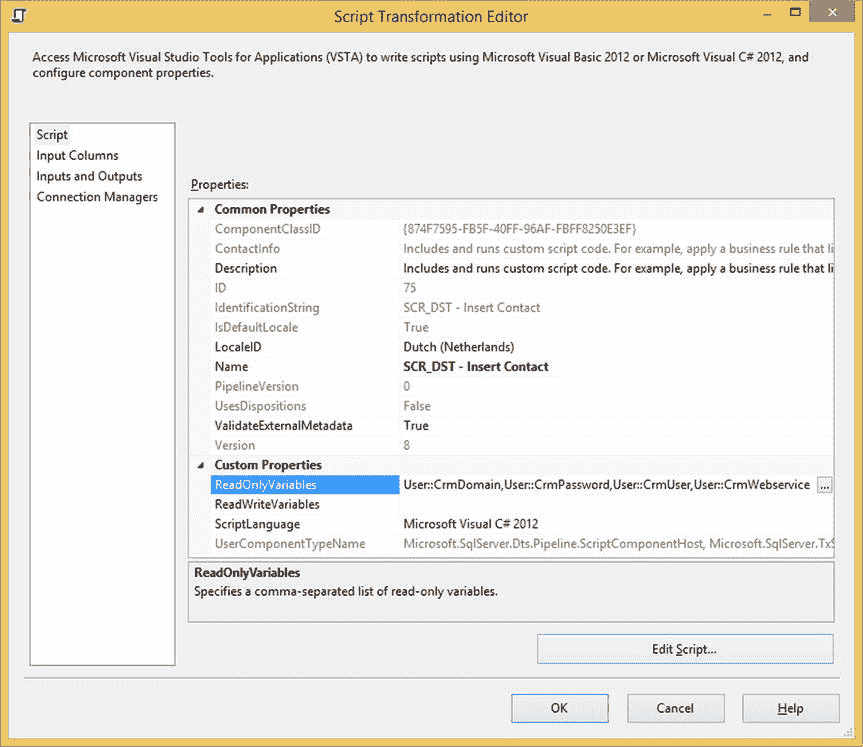 Script Transformation Editor
Access Microsoft Visual Studio Tools for Applications (VSTA) to write scripts using Microsoft Visual Basic 2012 or Microsoft Visual C# 2012, and
configure component properties.
Script
Input Columns
Inputs and Outputs
Connection Managers
Properties:
Common Properties
ComponentClassID {874F7595-FB5F-40FF-96AF-FBFF8250E3EF}
ContactInfo Includes and runs custom script code. For example, apply a business rule that li
Description Includes and runs custom script code. For example, apply a business rule that li
ID 75
IdentificationString SCR_DST - Insert Contact
IsDefaultLocale True
LocaleID Dutch (Netherlands)
Name SCR_DST - Insert Contact
PipelineVersion 0
UsesDispositions False
ValidateExternalMetadata True
Version 8
Custom Properties
ReadOnlyVariables User::CrmDomain,User::CrmPassword,User::CrmUser,User::CrmWebservice ...
ReadWriteVariables
ScriptLanguage Microsoft Visual C# 2012
UserComponentTypeName Microsoft.SqlServer.Dts.Pipeline.ScriptComponentHost, Microsoft.SqlServer.TxS
ReadOnlyVariables
Specifies a comma-separated list of read-only variables.
Edit Script...
OK Cancel Help